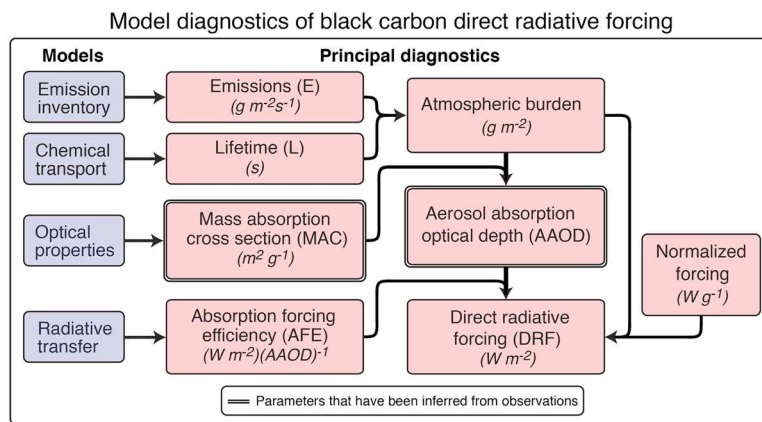 Model diagnostics of black carbon direct radiative forcing
Models
Principal diagnostics
Emission
inventory
Emissions (E)
(g m⁻²s⁻¹)
Atmospheric burden
(g m⁻²)
Chemical
transport
Lifetime (L)
(s)
Optical
properties
Mass absorption
cross section (MAC)
(m² g⁻¹)
Aerosol absorption
optical depth (AAOD)
Normalized
forcing
(W g⁻¹)
Radiative
transfer
Absorption forcing
efficiency (AFE)
(W m⁻²)(AAOD)⁻¹
Direct radiative
forcing (DRF)
(W m⁻²)
Parameters that have been inferred from observations